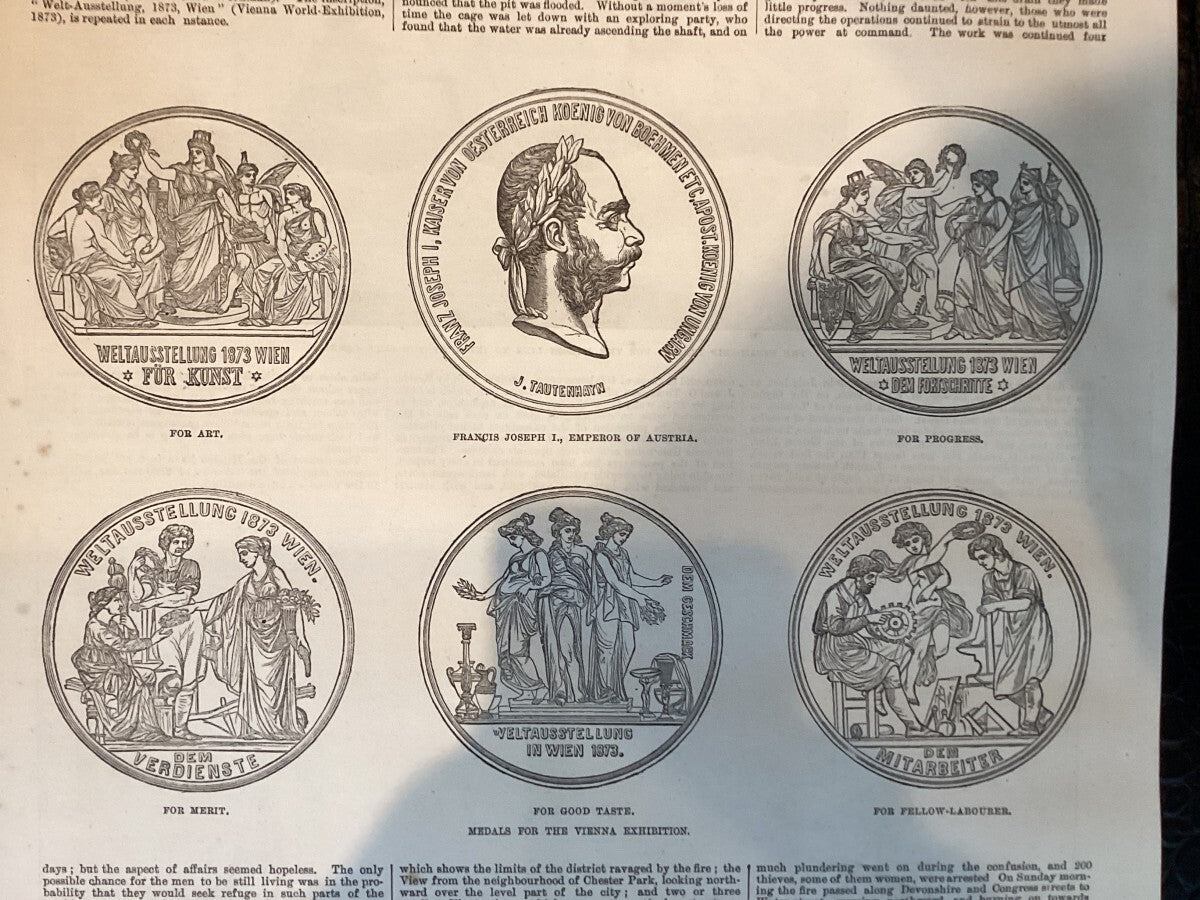 " Welt-Ausstellung, 1873, Wien" (Vienna World-Exhibition,
1873), is repeated in each nstance.
nounced that the pit was flooded. Without a moment's loss of
time the cage was let down with an exploring party, who
found that the water was already ascending the shaft, and on
little progress. Nothing daunted, however, those who were
directing the operations continued to strain to the utmost all
the power at command. The work was continued four
WELTAUSSTELLUNG 1873 WIEN
FÜR KUNST
FOR ART.
FRANZ JOSEPH I, KAISER VON OESTERREICH KOENIG VON BOEHMEN ETC. APOST. KOENIG VON UNGARN
J. TAUTENHAYN
FRANCIS JOSEPH I., EMPEROR OF AUSTRIA.
WELTAUSSTELLUNG 1873 WIEN
DEM FORTSCHRITTE
FOR PROGRESS.
WELTAUSSTELLUNG 1873 WIEN.
DEM
VERDIENSTE
FOR MERIT.
DEM GESCHMACK
WELTAUSSTELLUNG
IN WIEN 1873.
FOR GOOD TASTE.
WELTAUSSTELLUNG 1873 WIEN.
DEM
MITARBEITER
FOR FELLOW-LABOURER.
MEDALS FOR THE VIENNA EXHIBITION.
days; but the aspect of affairs seemed hopeless. The only
possible chance for the men to be still living was in the pro-
bability that they would seek refuge in such parts of the
which shows the limits of the district ravaged by the fire; the
View from the neighbourhood of Chester Park, looking north-
ward over the level part of the city; and two or three
much plundering went on during the confusion, and 200
thieves, some of them women, were arrested On Sunday morn-
ing the fire passed along Devonshire and Congress streets to